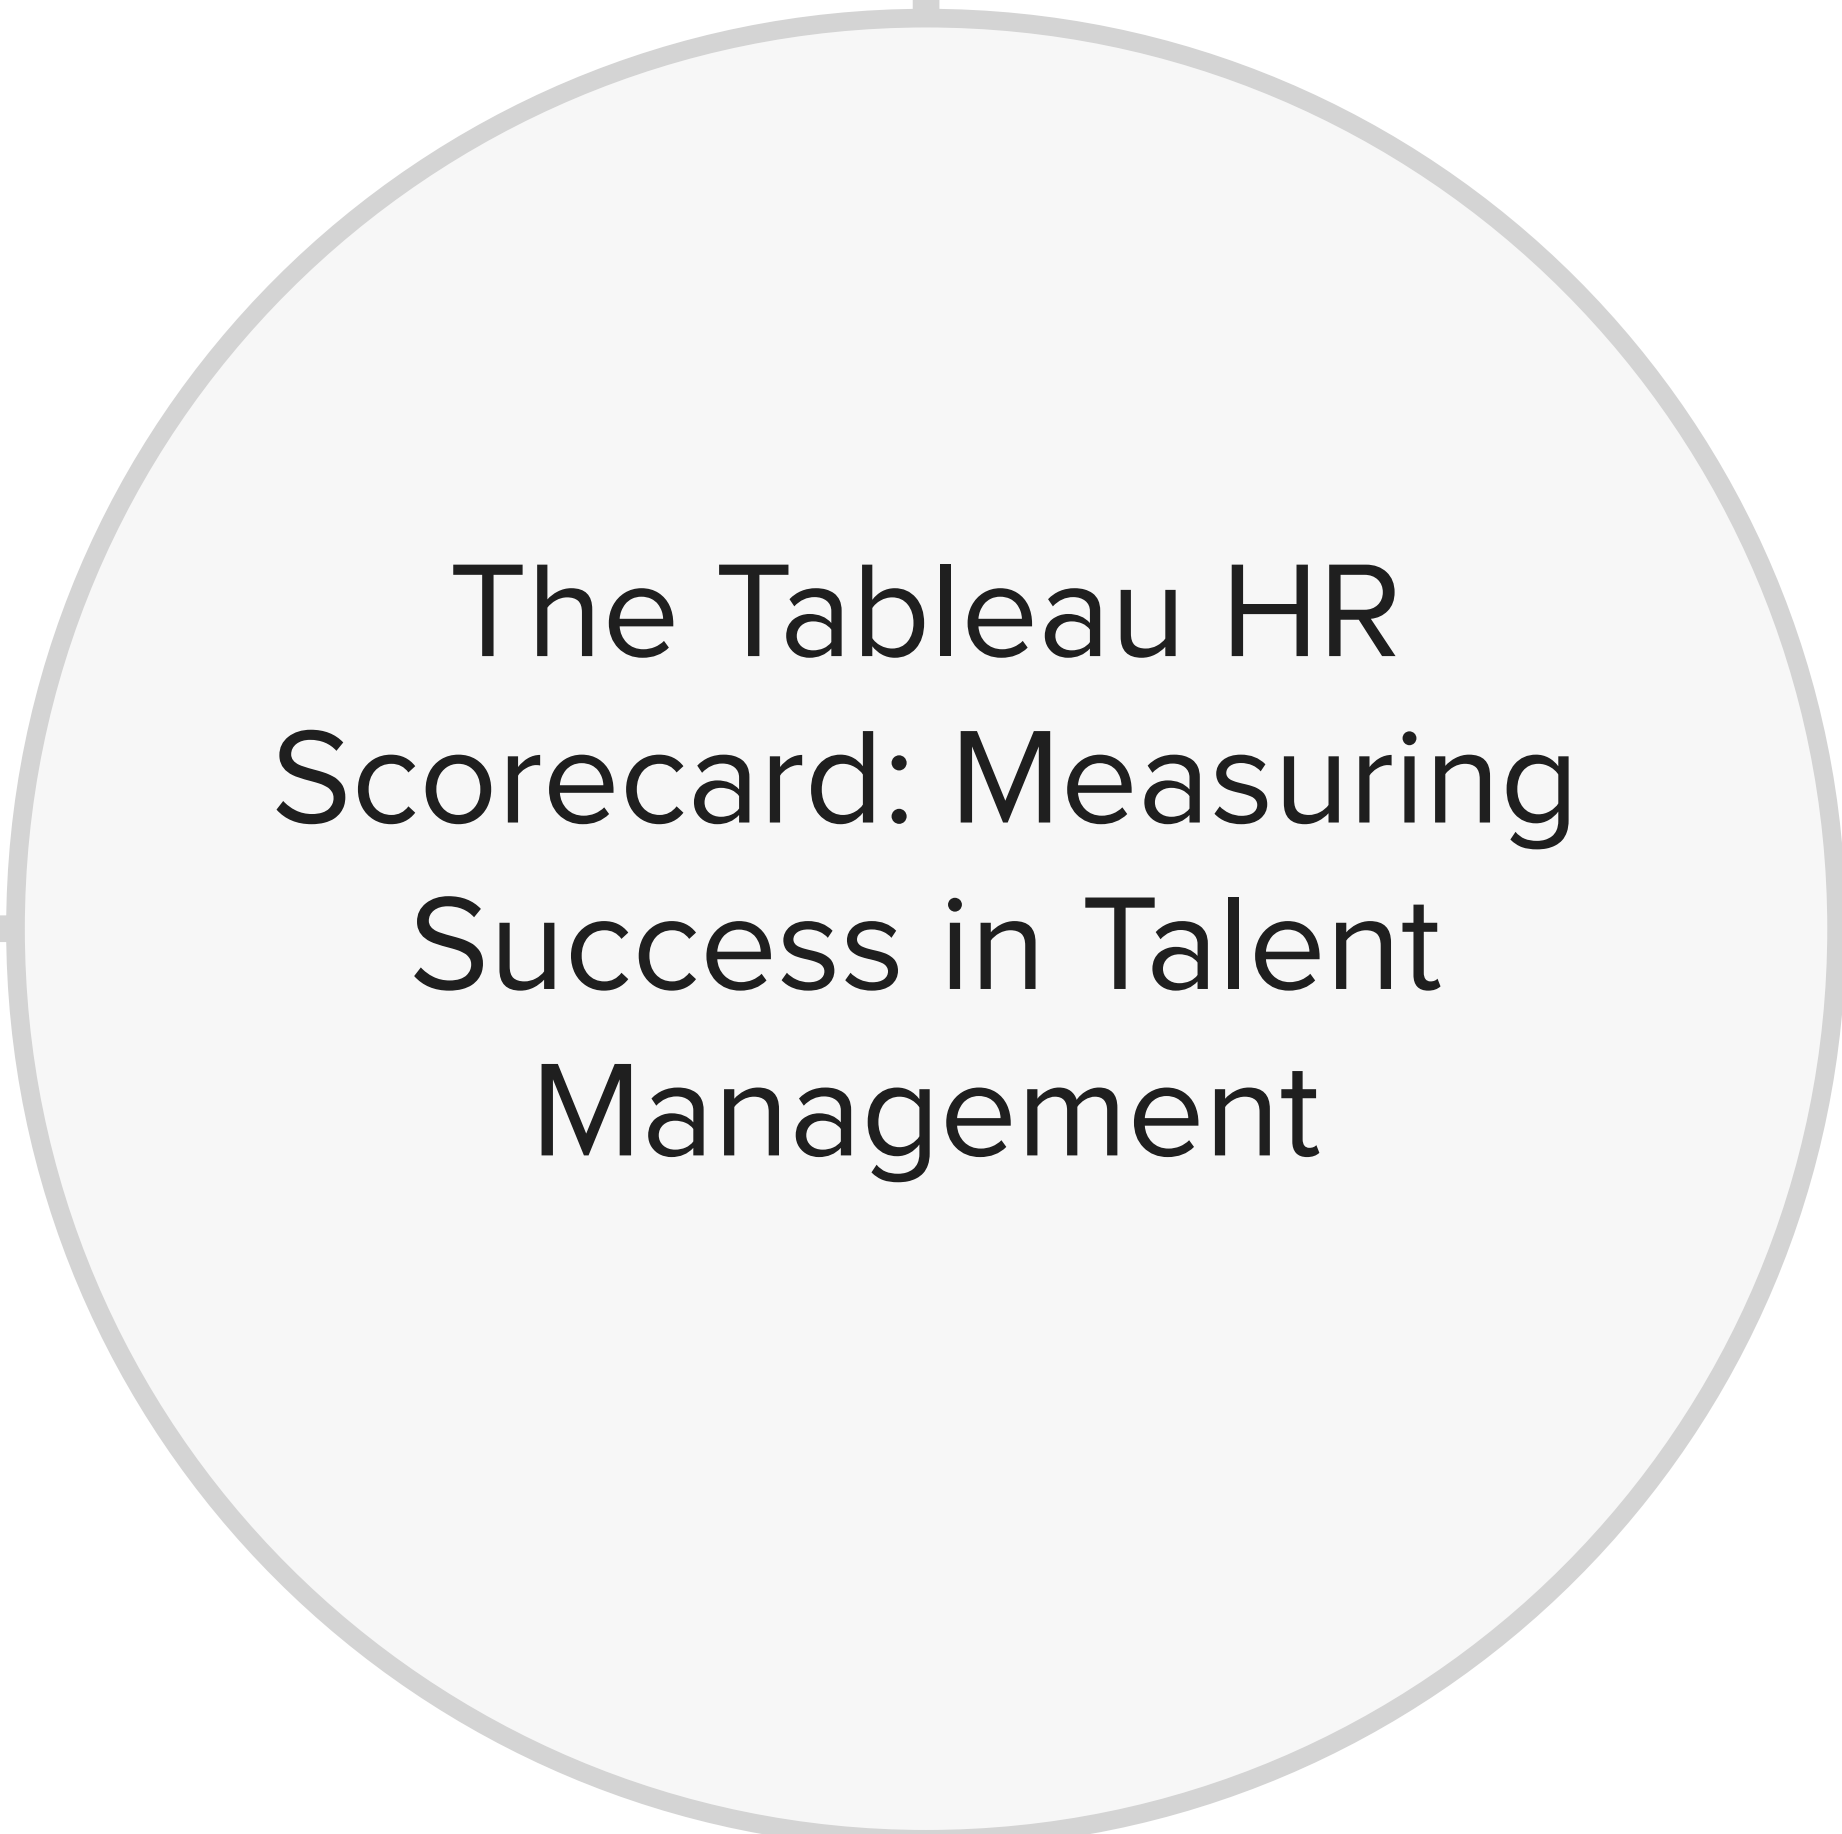 The Tableau HR
Scorecard: Measuring
Success in Talent
Management